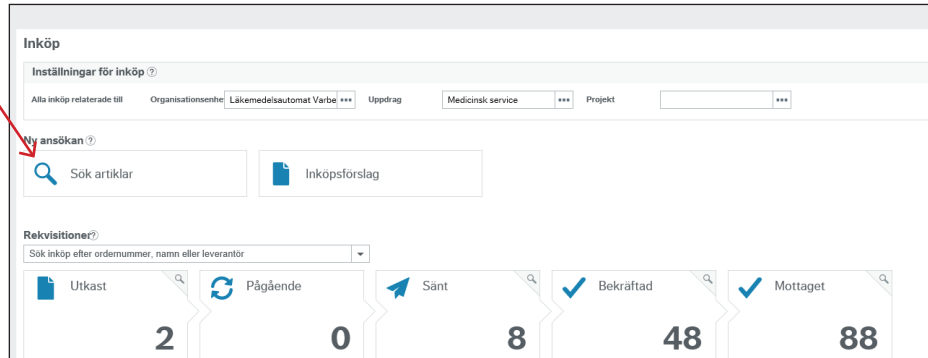 Inköp
Inställningar för inköp ?
Alla inköp relaterade till Organisationsenhe Läkemedelsautomat Varbe ••• Uppdrag Medicinsk service ••• Projekt •••
Ny ansökan ?
Sök artiklar Inköpsförslag
Rekvisitioner ?
Sök inköp efter ordernummer, namn eller leverantör
Utkast Pågående Sänt Bekräftad Mottaget
2 0 8 48 88